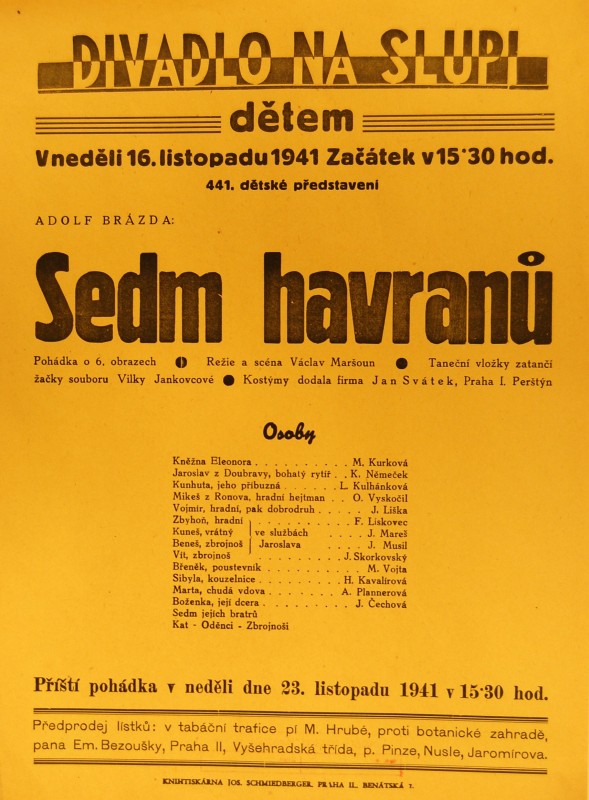 DIVADLO NA SLUPI
dětem
V neděli 16. listopadu 1941 Začátek v 15·30 hod.
441. dětské představení
ADOLF BRÁZDA:
Sedm havranů
Pohádka o 6. obrazech ● Režie a scéna Václav Maršoun ● Taneční vložky zatančí
žačky souboru Vilky Jankovcové ● Kostýmy dodala firma Jan Svátek, Praha I. Perštýn
Osoby
Kněžna Eleonora . . . . . . . . . . M. Kurková
Jaroslav z Doubravy, bohatý rytíř . . K. Němeček
Kunhuta, jeho příbuzná . . . . . . L. Kulhánková
Mikeš z Ronova, hradní hejtman . . O. Vyskočil
Vojmír, hradní, pak dobrodruh . . . . . J. Liška
Zbyhoň, hradní . . . . . . . . . . F. Lískovec
Kuneš, vrátný ve službách . . . . . J. Mareš
Beneš, zbrojnoš Jaroslava . . . . . J. Musil
Vít, zbrojnoš . . . . . . . . . J. Skorkovský
Břeněk, poustevník . . . . . . . . . M. Vojta
Sibyla, kouzelnice . . . . . . . . H. Kavalírová
Marta, chudá vdova . . . . . . . A. Plannerová
Boženka, její dcera . . . . . . . . . J. Čechová
Sedm jejích bratrů
Kat - Oděnci - Zbrojnoši
Příští pohádka v neděli dne 23. listopadu 1941 v 15·30 hod.
Předprodej lístků: v tabáční trafice pí M. Hrubé, proti botanické zahradě,
pana Em. Bezoušky, Praha II, Vyšehradská třída, p. Pinze, Nusle, Jaromírova.
KNIHTISKÁRNA JOS. SCHMIEDBERGER, PRAHA II., BENÁTSKÁ 7.